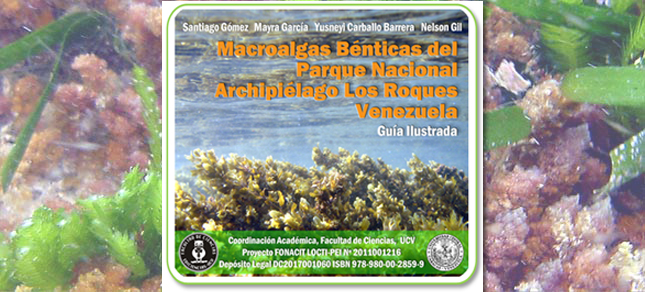 Santiago Gómez   Mayra García   Yusneyi Carballo Barrera   Nelson Gil
Macroalgas Bénticas del
Parque Nacional
Archipiélago Los Roques
Venezuela
Guía Ilustrada
Coordinación Académica, Facultad de Ciencias,  UCV
Proyecto FONACIT LOCTI-PEI Nº 2011001216
Depósito Legal DC2017001060 ISBN 978-980-00-2859-9